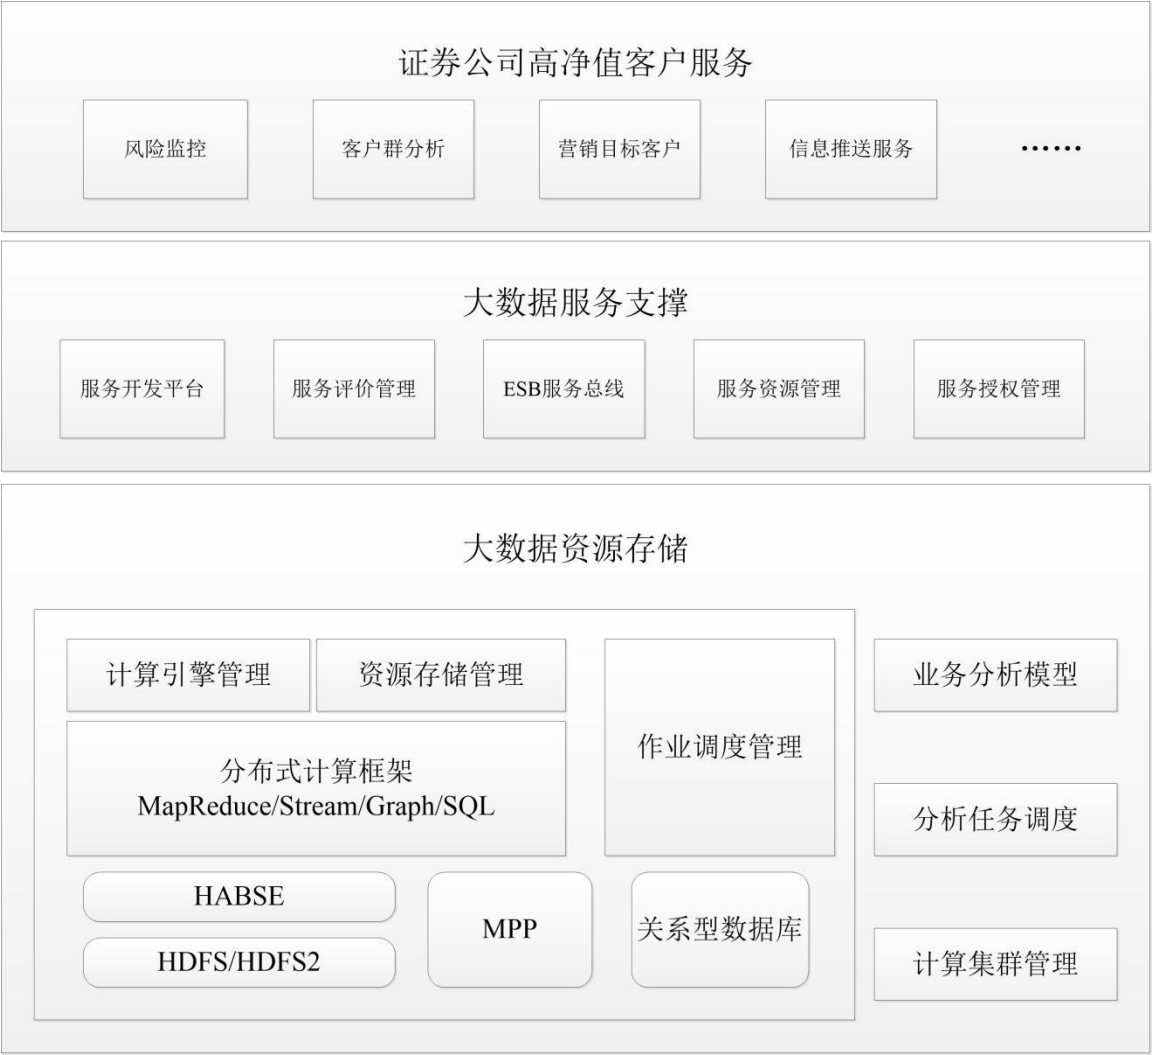 证券公司高净值客户服务
风险监控
客户群分析
营销目标客户
信息推送服务
……
大数据服务支撑
服务开发平台
服务评价管理
ESB服务总线
服务资源管理
服务授权管理
大数据资源存储
计算引擎管理
资源存储管理
作业调度管理
分布式计算框架
MapReduce/Stream/Graph/SQL
HABSE
HDFS/HDFS2
MPP
关系型数据库
业务分析模型
分析任务调度
计算集群管理